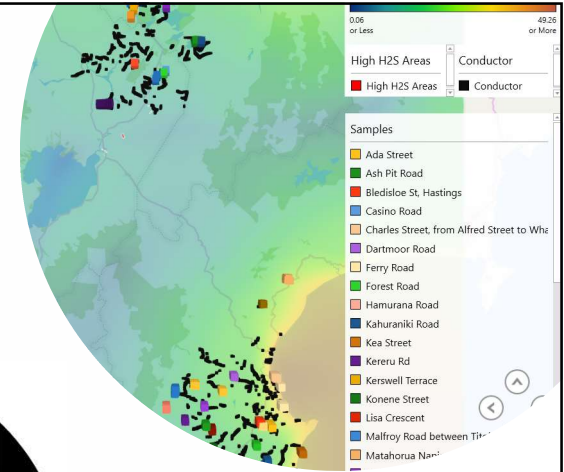 0.06 49.26
or Less or More
High H2S Areas Conductor
High H2S Areas Conductor
Samples
Ada Street
Ash Pit Road
Bledisloe St, Hastings
Casino Road
Charles Street, from Alfred Street to Wha
Dartmoor Road
Ferry Road
Forest Road
Hamurana Road
Kahuraniki Road
Kea Street
Kereru Rd
Kerswell Terrace
Konene Street
Lisa Crescent
Malfroy Road between Tit
Matahorua Napi